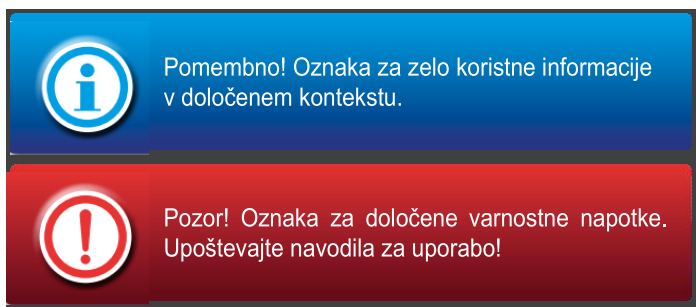 Pomembno! Oznaka za zelo koristne informacije
v določenem kontekstu.
Pozor! Oznaka za določene varnostne napotke.
Upoštevajte navodila za uporabo!